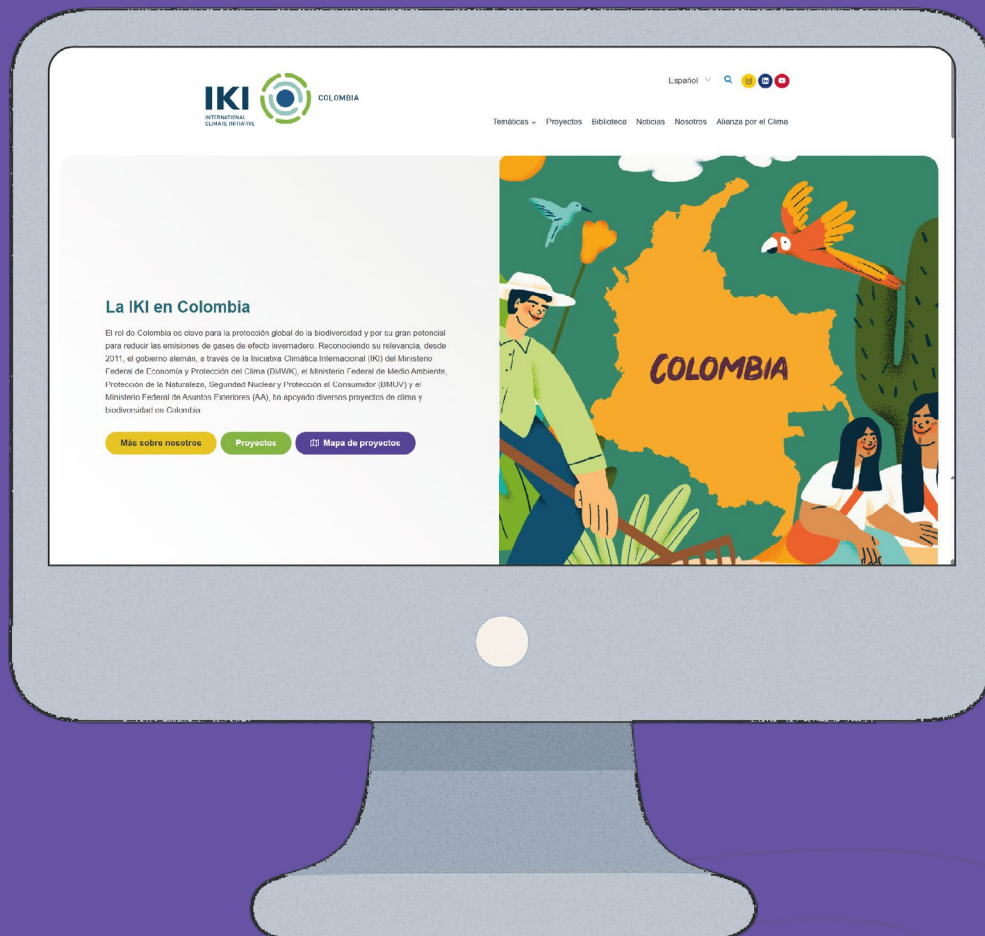 IKI
INTERNATIONAL
CLIMATE INITIATIVE
COLOMBIA
Español
Temáticas Proyectos Biblioteca Noticias Nosotros Alianza por el Clima
La IKI en Colombia
El rol de Colombia es clave para la protección global de la biodiversidad y por su gran potencial
para reducir las emisiones de gases de efecto invernadero. Reconociendo su relevancia, desde
2011, el gobierno alemán, a través de la Iniciativa Climática Internacional (IKI) del Ministerio
Federal de Economía y Protección del Clima (BMWK), el Ministerio Federal de Medio Ambiente,
Protección de la Naturaleza, Seguridad Nuclear y Protección al Consumidor (BMUV) y el
Ministerio Federal de Asuntos Exteriores (AA), ha apoyado diversos proyectos de clima y
biodiversidad en Colombia
Más sobre nosotros Proyectos Mapa de proyectos
COLOMBIA